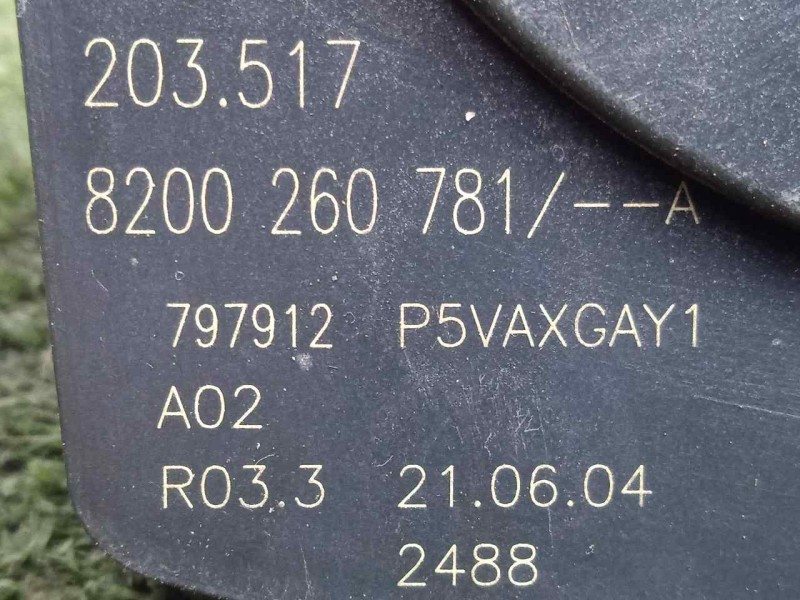 203.517
8200 260 781/--A
797912 P5VAXGAY1
A02
R03.3 21.06.04
2488